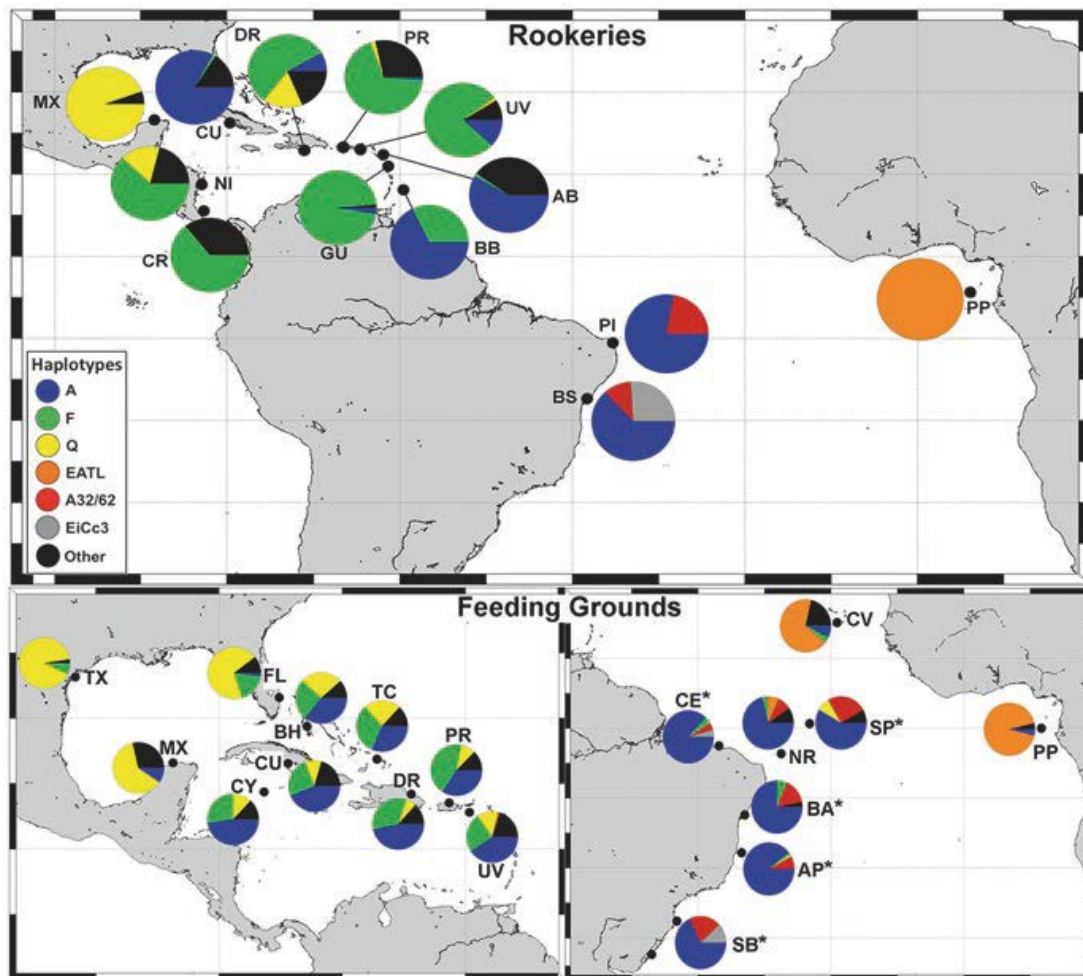 Rookeries
DR
PR
MX
UV
CU
NI
AB
GU
BB
CR
PP
PI
BS
Haplotypes
A
F
Q
EATL
A32/62
EiCc3
Other
Feeding Grounds
TX
FL
BH
TC
MX
CU
PR
CY
DR
UV
CV
CE*
SP*
NR
PP
BA*
AP*
SB*